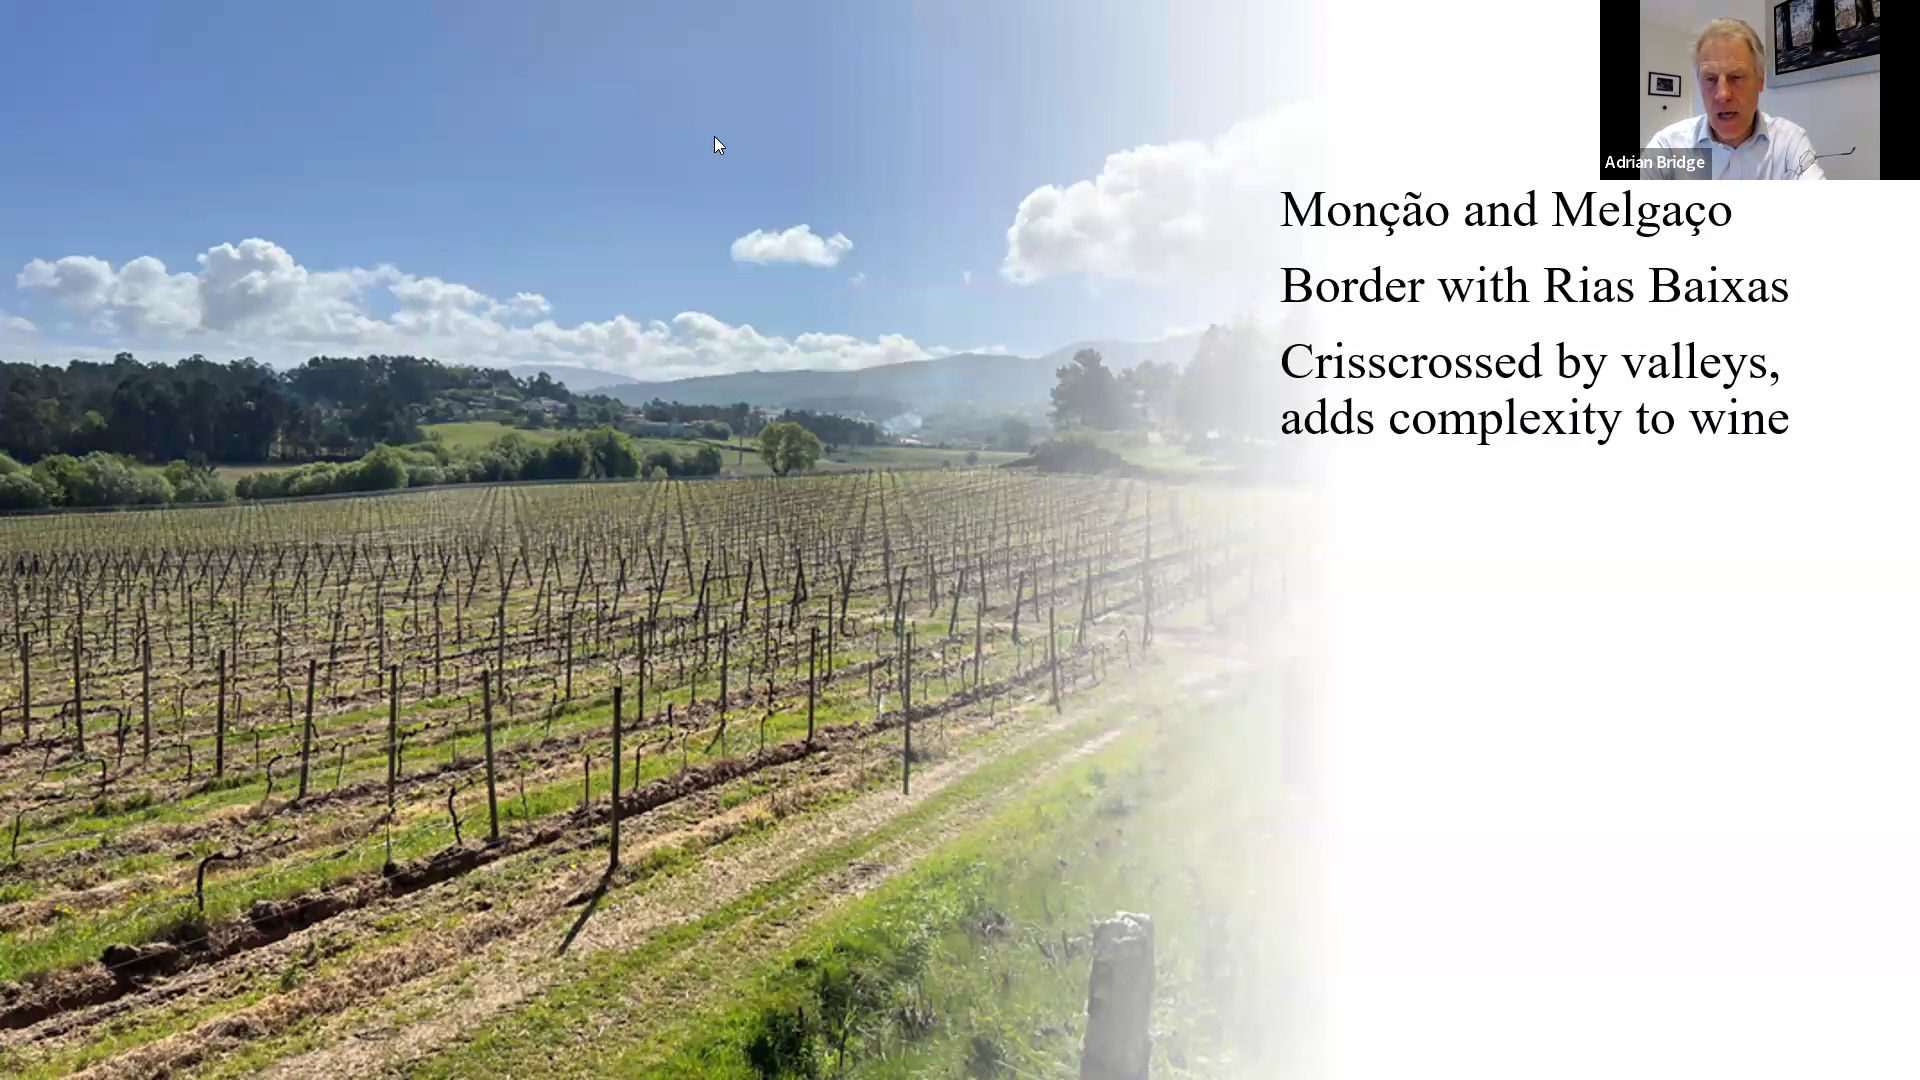 Adrian Bridge
Monção and Melgaço
Border with Rias Baixas
Crisscrossed by valleys,
adds complexity to wine